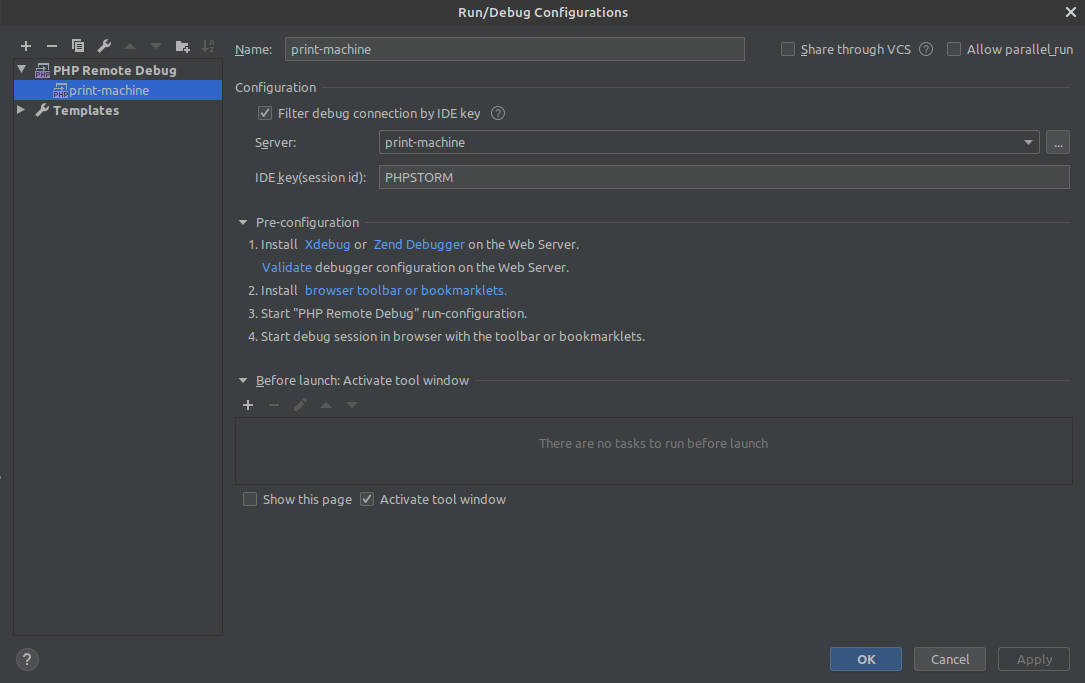 Run/Debug Configurations
Name: print-machine Share through VCS ? Allow parallel run
PHP Remote Debug
print-machine
Templates
Configuration
Filter debug connection by IDE key ?
Server: print-machine ...
IDE key(session id): PHPSTORM
Pre-configuration
1. Install Xdebug or Zend Debugger on the Web Server.
Validate debugger configuration on the Web Server.
2. Install browser toolbar or bookmarklets.
3. Start "PHP Remote Debug" run-configuration.
4. Start debug session in browser with the toolbar or bookmarklets.
Before launch: Activate tool window
There are no tasks to run before launch
Show this page Activate tool window
? OK Cancel Apply